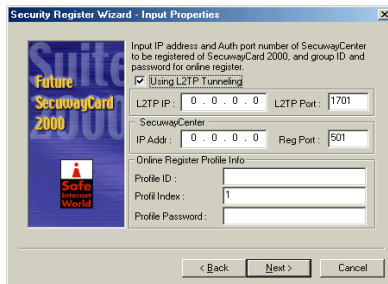 Security Register Wizard - Input Properties
Suite
2000
Future
SecuwayCard
2000
i
Safe
Internet
World
Input IP address and Auth port number of SecuwayCenter
to be registered of SecuwayCard 2000, and group ID and
password for online register.
Using L2TP Tunneling
L2TP IP : 0 . 0 . 0 . 0 L2TP Port : 1701
SecuwayCenter
IP Addr : 0 . 0 . 0 . 0 Reg Port : 501
Online Register Profile Info
Profile ID :
Profil Index : 1
Profile Password :
< Back Next > Cancel